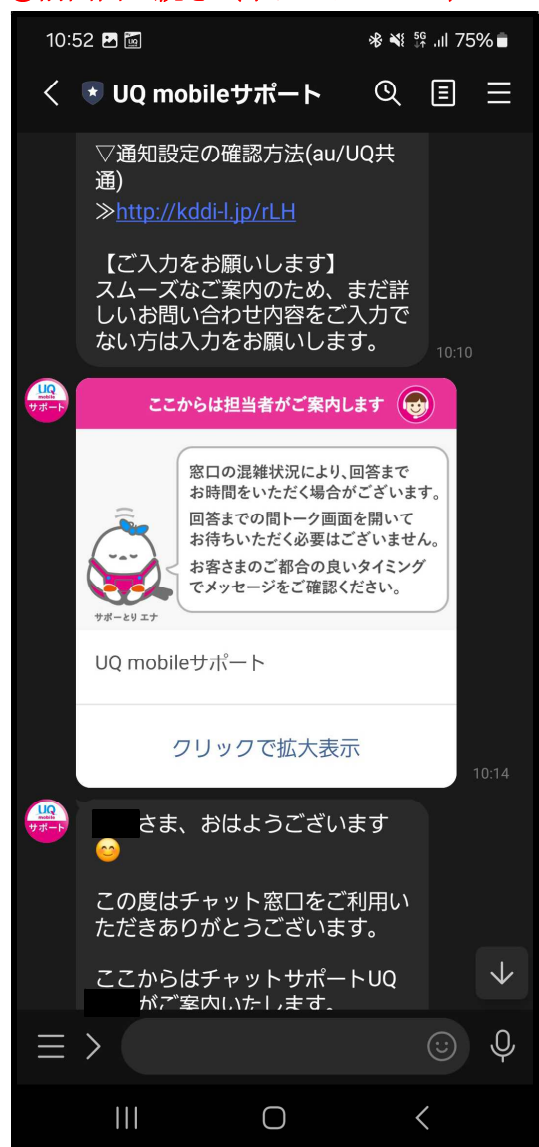 10:52
5G
75%
UQ mobileサポート
▽通知設定の確認方法(au/UQ共
通)
≫http://kddi-l.jp/rLH
【ご入力をお願いします】
スムーズなご案内のため、まだ詳
しいお問い合わせ内容をご入力で
ない方は入力をお願いします。
10:10
UQ
mobile
サポート
ここからは担当者がご案内します
窓口の混雑状況により、回答まで
お時間をいただく場合がございます。
回答までの間トーク画面を開いて
お待ちいただく必要はございません。
お客さまのご都合の良いタイミング
でメッセージをご確認ください。
サポーとり エナ
UQ mobileサポート
クリックで拡大表示
10:14
UQ
mobile
サポート
さま、おはようございます
😊
この度はチャット窓口をご利用い
ただきありがとうございます。
ここからはチャットサポートUQ
がご案内いたします。